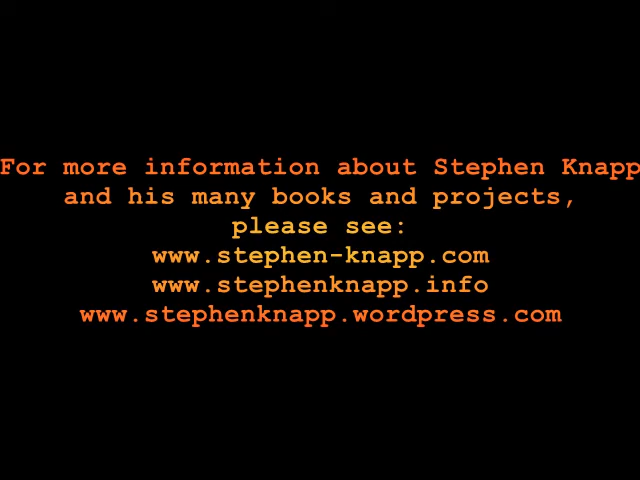 For more information about Stephen Knapp
and his many books and projects,
please see:
www.stephen-knapp.com
www.stephenknapp.info
www.stephenknapp.wordpress.com